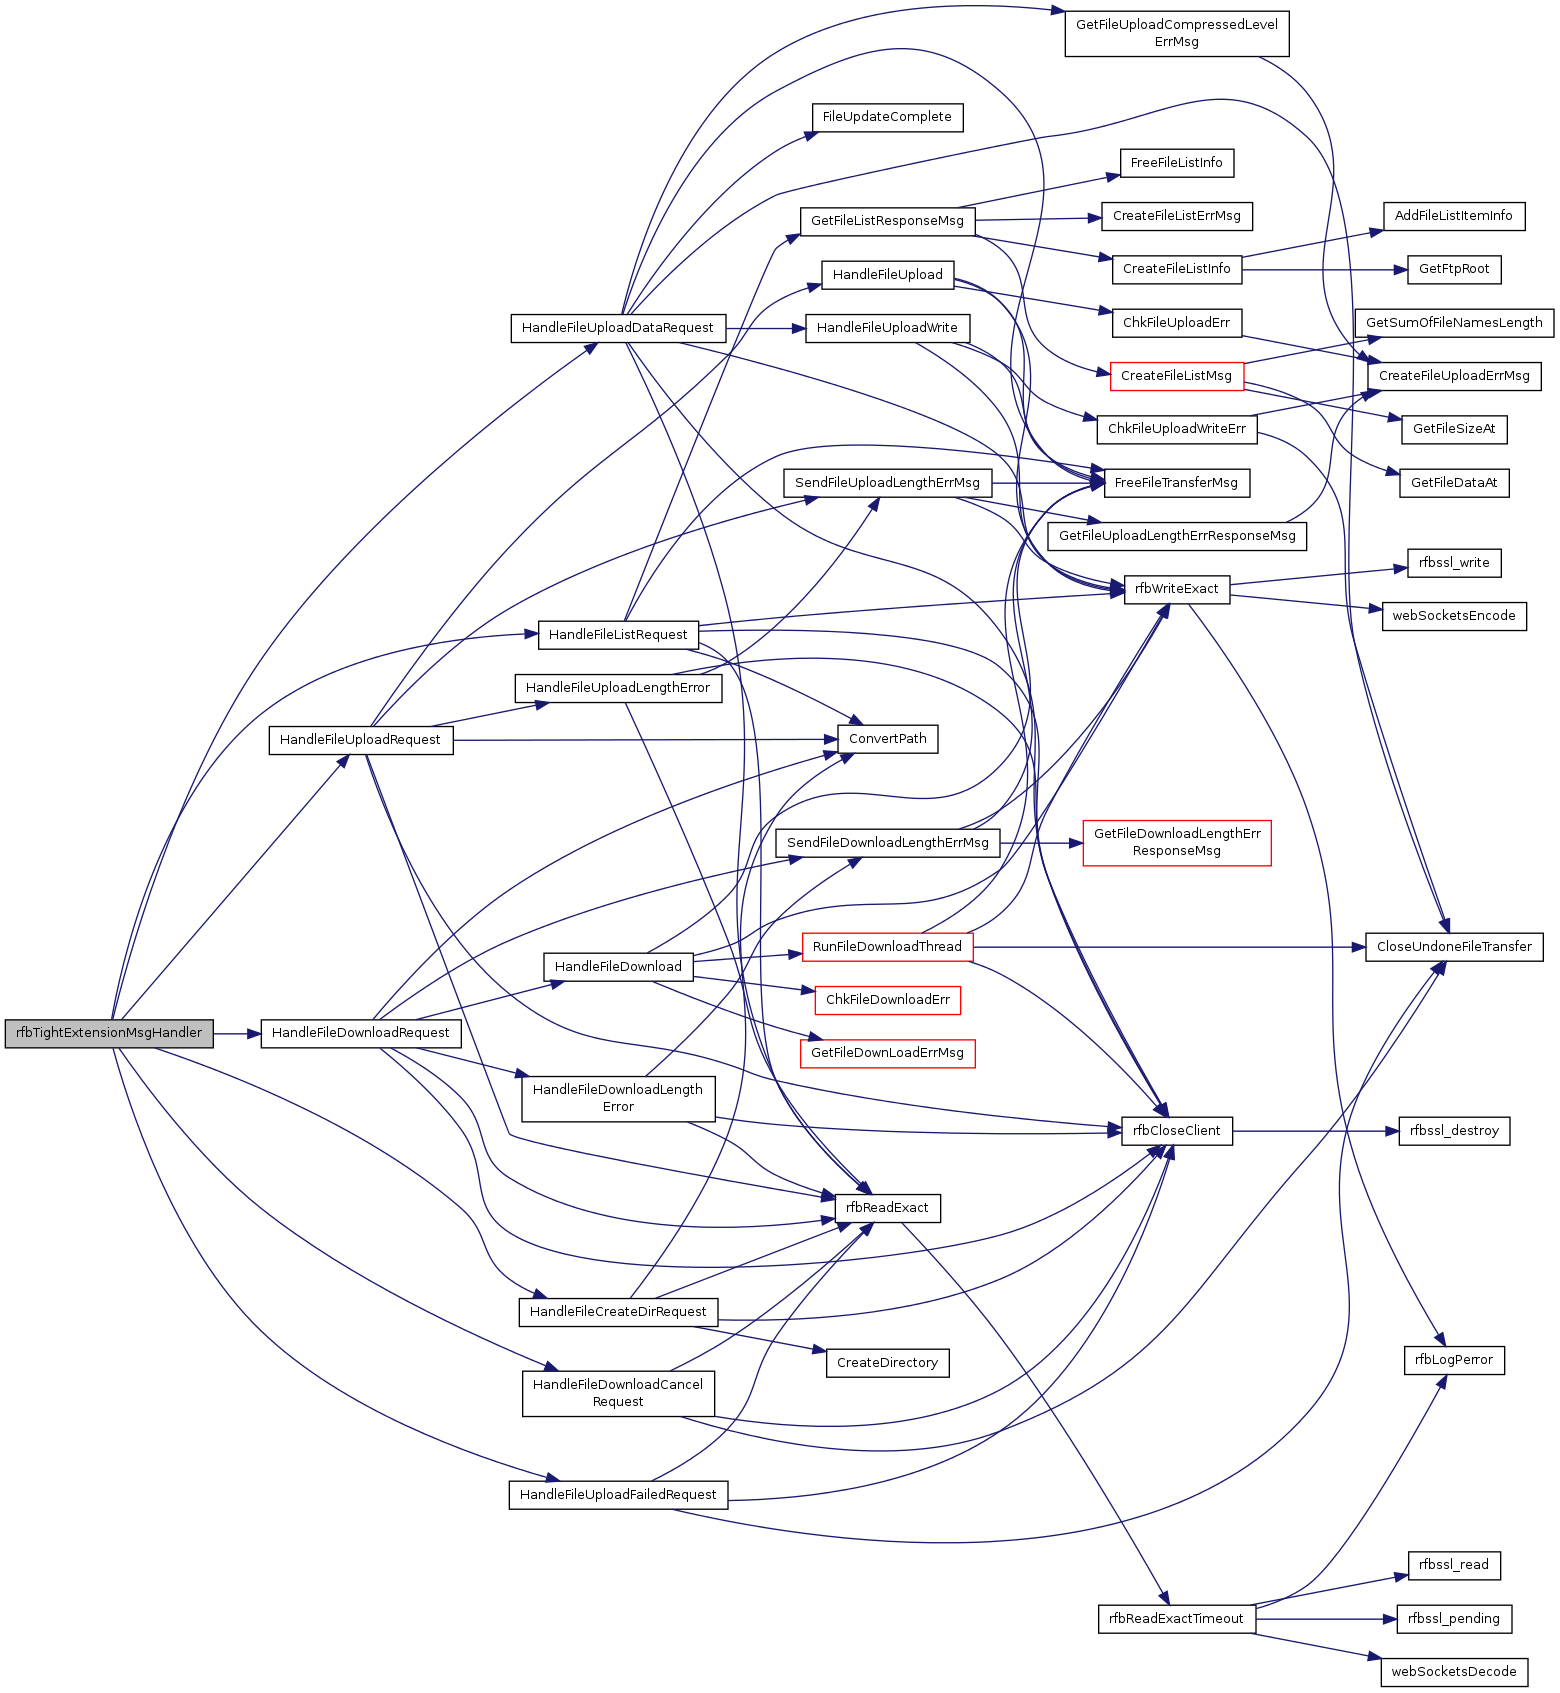 GetFileUploadCompressedLevel
ErrMsg
FileUpdateComplete
FreeFileListInfo
GetFileListResponseMsg
CreateFileListErrMsg
AddFileListItemInfo
HandleFileUpload
CreateFileListInfo
GetFtpRoot
HandleFileUploadDataRequest
HandleFileUploadWrite
ChkFileUploadErr
GetSumOfFileNamesLength
CreateFileListMsg
CreateFileUploadErrMsg
ChkFileUploadWriteErr
GetFileSizeAt
SendFileUploadLengthErrMsg
FreeFileTransferMsg
GetFileDataAt
GetFileUploadLengthErrResponseMsg
rfbssl_write
rfbWriteExact
webSocketsEncode
HandleFileListRequest
HandleFileUploadLengthError
HandleFileUploadRequest
ConvertPath
SendFileDownloadLengthErrMsg
GetFileDownloadLengthErr
ResponseMsg
RunFileDownloadThread
CloseUndoneFileTransfer
HandleFileDownload
ChkFileDownloadErr
rfbTightExtensionMsgHandler
HandleFileDownloadRequest
GetFileDownLoadErrMsg
HandleFileDownloadLength
Error
rfbCloseClient
rfbssl_destroy
rfbReadExact
HandleFileCreateDirRequest
CreateDirectory
rfbLogPerror
HandleFileDownloadCancel
Request
HandleFileUploadFailedRequest
rfbssl_read
rfbReadExactTimeout
rfbssl_pending
webSocketsDecode